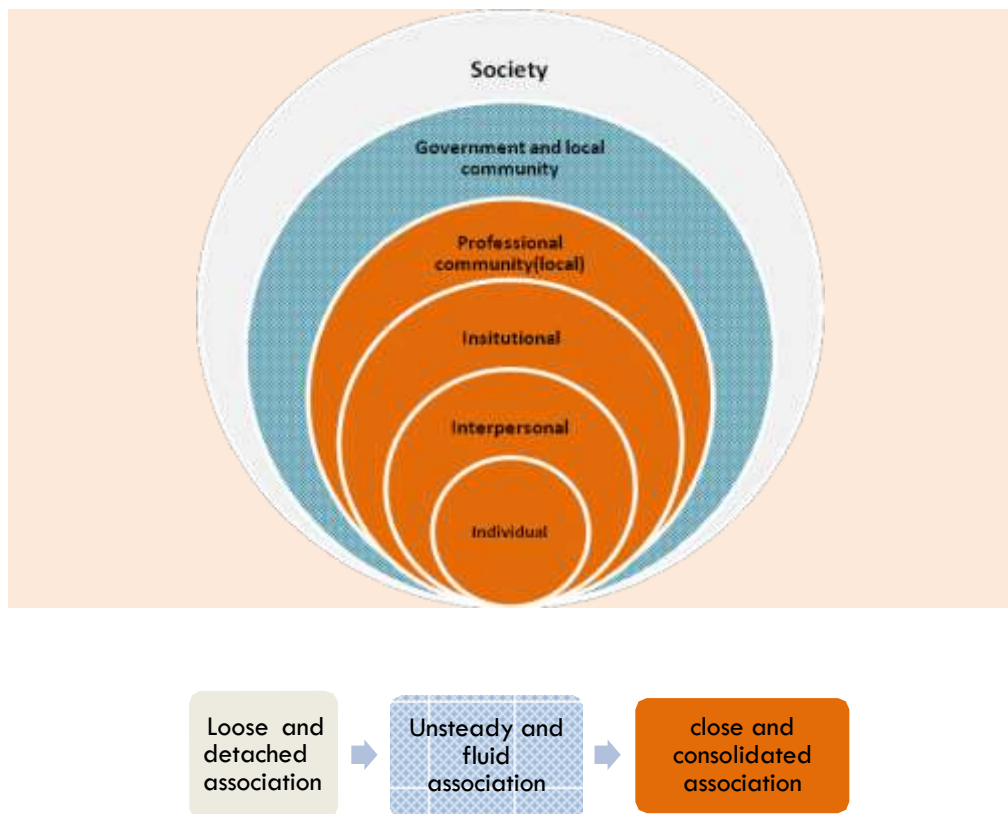 Society
Government and local
community
Professional
community(local)
Insitutional
Interpersonal
Individual
Loose and
detached
association
Unsteady and
fluid
association
close and
consolidated
association